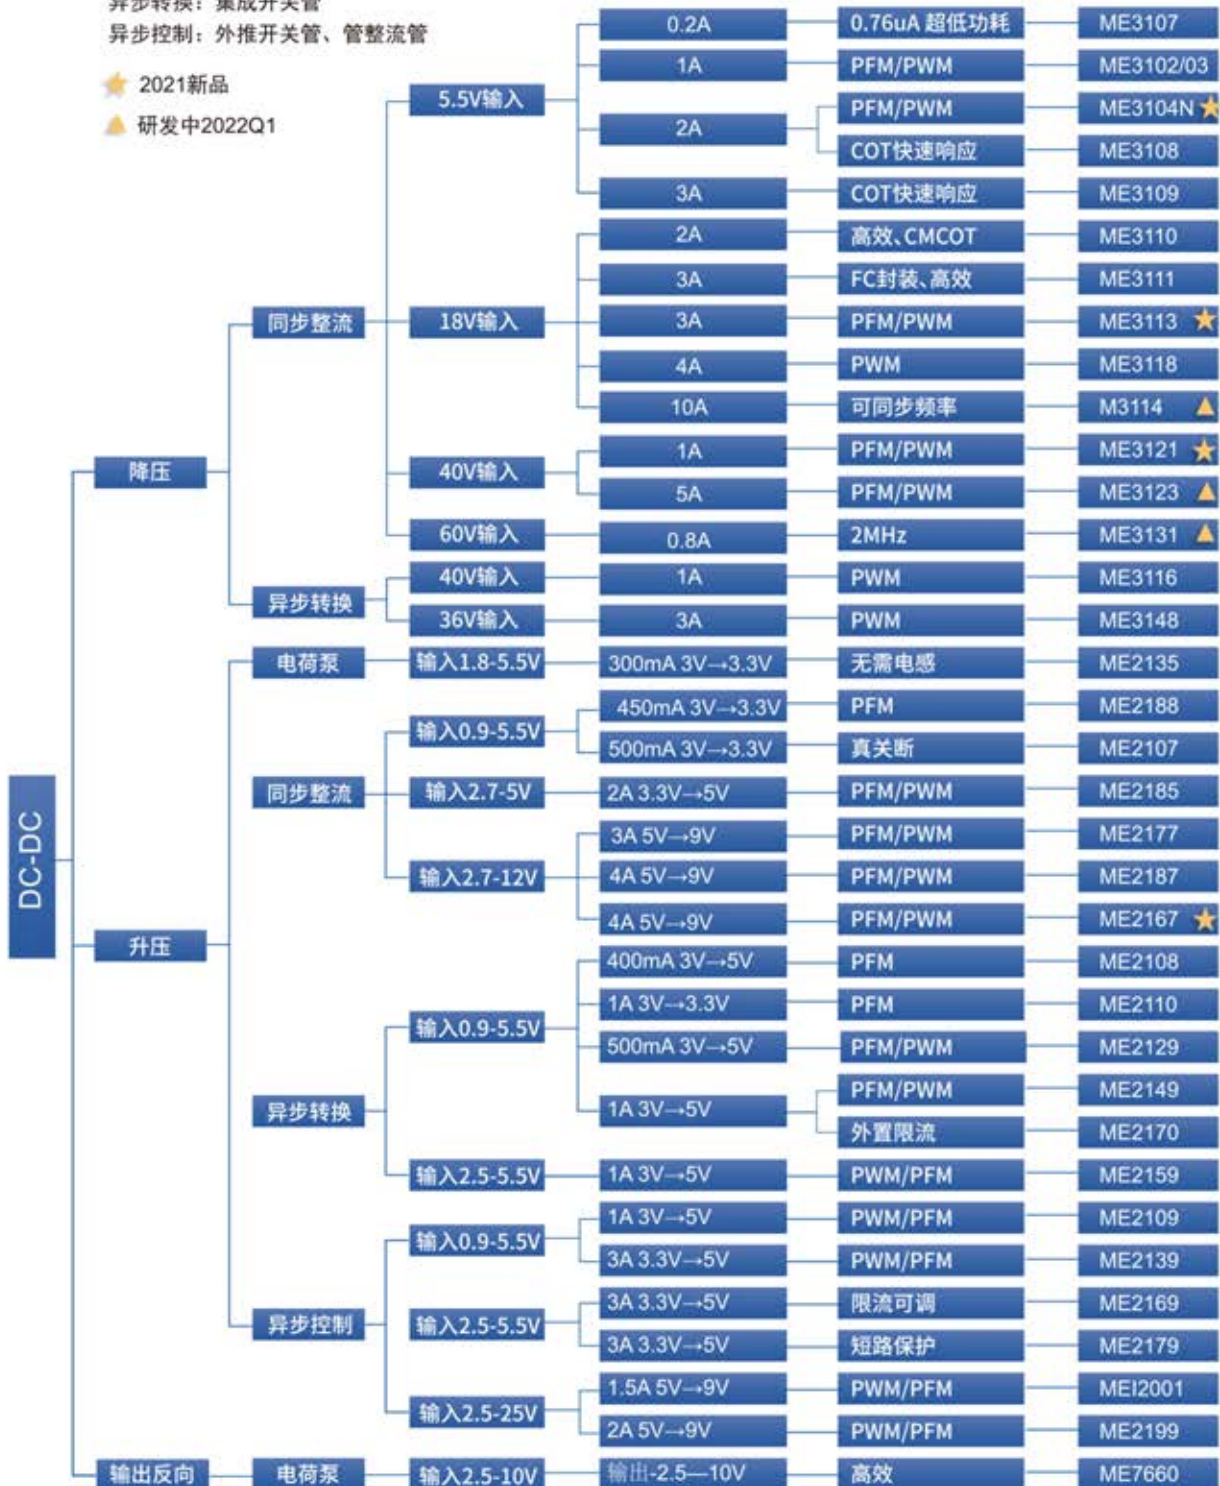 异步转换：集成开关管
异步控制：外推开关管、管整流管
2021新品
研发中2022Q1
DC-DC
降压
同步整流
5.5V输入
0.2A 0.76uA 超低功耗 ME3107
1A PFM/PWM ME3102/03
2A
PFM/PWM ME3104N
COT快速响应 ME3108
3A COT快速响应 ME3109
18V输入
2A 高效、CMCOT ME3110
3A FC封装、高效 ME3111
3A PFM/PWM ME3113
4A PWM ME3118
10A 可同步频率 M3114
40V输入
1A PFM/PWM ME3121
5A PFM/PWM ME3123
60V输入 0.8A 2MHz ME3131
异步转换
40V输入 1A PWM ME3116
36V输入 3A PWM ME3148
升压
电荷泵 输入1.8-5.5V 300mA 3V→3.3V 无需电感 ME2135
同步整流
输入0.9-5.5V
450mA 3V→3.3V PFM ME2188
500mA 3V→3.3V 真关断 ME2107
输入2.7-5V 2A 3.3V→5V PFM/PWM ME2185
输入2.7-12V
3A 5V→9V PFM/PWM ME2177
4A 5V→9V PFM/PWM ME2187
4A 5V→9V PFM/PWM ME2167
异步转换
输入0.9-5.5V
400mA 3V→5V PFM ME2108
1A 3V→3.3V PFM ME2110
500mA 3V→5V PFM/PWM ME2129
1A 3V→5V
PFM/PWM ME2149
外置限流 ME2170
输入2.5-5.5V 1A 3V→5V PWM/PFM ME2159
异步控制
输入0.9-5.5V
1A 3V→5V PWM/PFM ME2109
3A 3.3V→5V PWM/PFM ME2139
输入2.5-5.5V
3A 3.3V→5V 限流可调 ME2169
3A 3.3V→5V 短路保护 ME2179
输入2.5-25V
1.5A 5V→9V PWM/PFM MEI2001
2A 5V→9V PWM/PFM ME2199
输出反向 电荷泵 输入2.5-10V 输出-2.5—10V 高效 ME7660